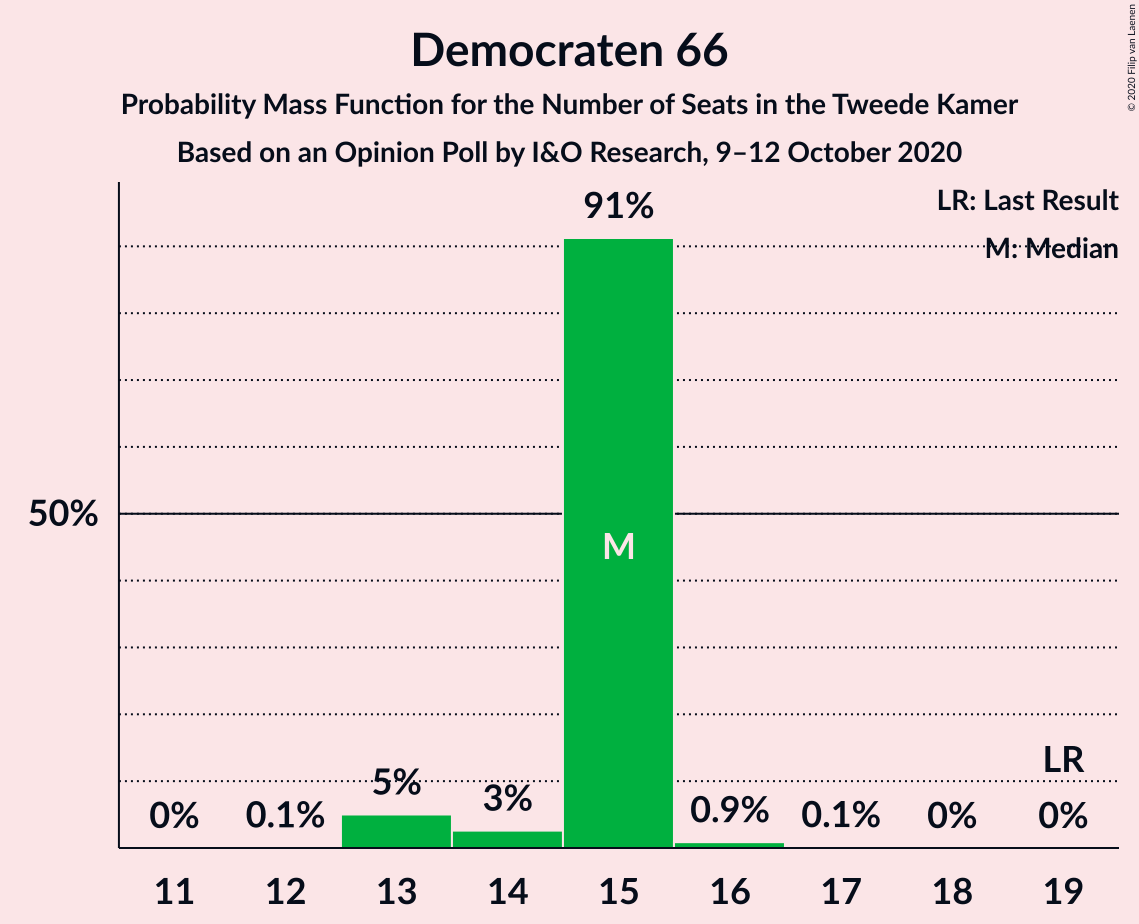 Democraten 66
Probability Mass Function for the Number of Seats in the Tweede Kamer
Based on an Opinion Poll by I&O Research, 9–12 October 2020
© 2020 Filip van Laenen
LR: Last Result
M: Median
91%
50%
M
LR
0%
0.1%
5%
3%
0.9%
0.1%
0%
0%
11 12 13 14 15 16 17 18 19